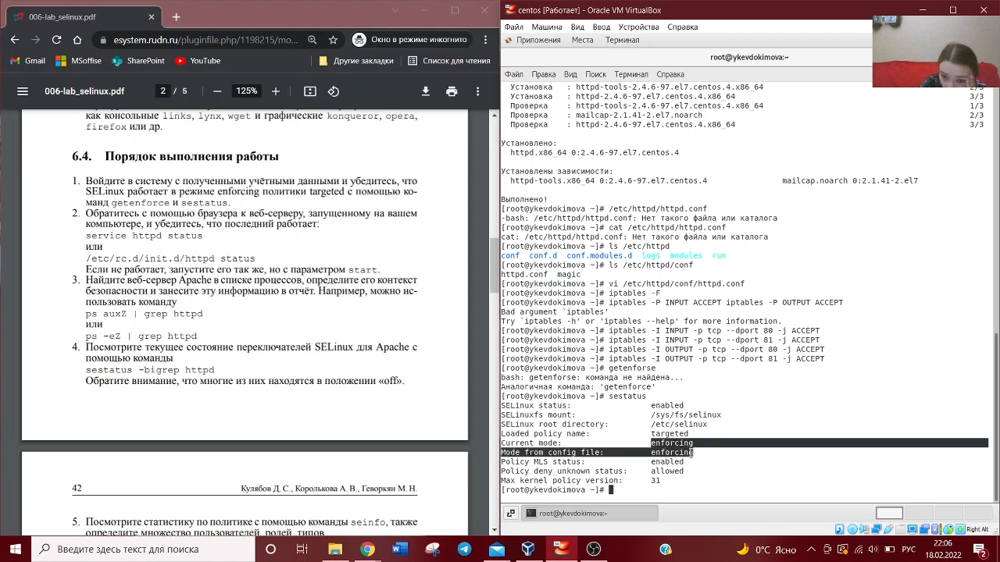 006-lab_selinux.pdf
esystem.rudn.ru/pluginfile.php/1198215/mo...
Окно в режиме инкогнито
Gmail
MSoffise
SharePoint
YouTube
Другие закладки
Список для чтения
006-lab_selinux.pdf
2 / 5
125%
как консольные links, lynx, wget и графические konqueror, opera,
firefox или др.
6.4. Порядок выполнения работы
1. Войдите в систему с полученными учётными данными и убедитесь, что
SELinux работает в режиме enforcing политики targeted с помощью ко-
манд getenforce и sestatus.
2. Обратитесь с помощью браузера к веб-серверу, запущенному на вашем
компьютере, и убедитесь, что последний работает:
service httpd status
или
/etc/rc.d/init.d/httpd status
Если не работает, запустите его так же, но с параметром start.
3. Найдите веб-сервер Apache в списке процессов, определите его контекст
безопасности и занесите эту информацию в отчёт. Например, можно ис-
пользовать команду
ps auxZ | grep httpd
или
ps -eZ | grep httpd
4. Посмотрите текущее состояние переключателей SELinux для Apache с
помощью команды
sestatus -bigrep httpd
Обратите внимание, что многие из них находятся в положении «off».
42
Кулябов Д. С., Королькова А. В., Геворкян М. Н.
5. Посмотрите статистику по политике с помощью команды seinfo, также
определите множество пользователей, ролей, типов.
centos [Работает] - Oracle VM VirtualBox
Файл Машина Вид Ввод Устройства Справка
Приложения Места Терминал
root@ykevdokimova:~
Файл Правка Вид Поиск Терминал Справка
Установка : httpd-tools-2.4.6-97.el7.centos.4.x86_64 2/3
Установка : httpd-2.4.6-97.el7.centos.4.x86_64 3/3
Проверка : httpd-tools-2.4.6-97.el7.centos.4.x86_64 1/3
Проверка : mailcap-2.1.41-2.el7.noarch 2/3
Проверка : httpd-2.4.6-97.el7.centos.4.x86_64 3/3
Установлено:
httpd.x86_64 0:2.4.6-97.el7.centos.4
Установлены зависимости:
httpd-tools.x86_64 0:2.4.6-97.el7.centos.4 mailcap.noarch 0:2.1.41-2.el7
Выполнено!
[root@ykevdokimova ~]# /etc/httpd/httpd.conf
-bash: /etc/httpd/httpd.conf: Нет такого файла или каталога
[root@ykevdokimova ~]# cat /etc/httpd/httpd.conf
cat: /etc/httpd/httpd.conf: Нет такого файла или каталога
[root@ykevdokimova ~]# ls /etc/httpd
conf conf.d conf.modules.d logs modules run
[root@ykevdokimova ~]# ls /etc/httpd/conf
httpd.conf magic
[root@ykevdokimova ~]# vi /etc/httpd/conf/httpd.conf
[root@ykevdokimova ~]# iptables -F
[root@ykevdokimova ~]# iptables -P INPUT ACCEPT iptables -P OUTPUT ACCEPT
Bad argument `iptables'
Try `iptables -h' or 'iptables --help' for more information.
[root@ykevdokimova ~]# iptables -I INPUT -p tcp --dport 80 -j ACCEPT
[root@ykevdokimova ~]# iptables -I INPUT -p tcp --dport 81 -j ACCEPT
[root@ykevdokimova ~]# iptables -I OUTPUT -p tcp --dport 80 -j ACCEPT
[root@ykevdokimova ~]# iptables -I OUTPUT -p tcp --dport 81 -j ACCEPT
[root@ykevdokimova ~]# getenforse
bash: getenforse: команда не найдена...
Аналогичная команда: 'getenforce'
[root@ykevdokimova ~]# sestatus
SELinux status: enabled
SELinuxfs mount: /sys/fs/selinux
SELinux root directory: /etc/selinux
Loaded policy name: targeted
Current mode: enforcing
Mode from config file: enforcing
Policy MLS status: enabled
Policy deny_unknown status: allowed
Max kernel policy version: 31
[root@ykevdokimova ~]#
root@ykevdokimova:~
Right Alt
Введите здесь текст для поиска
0°C Ясно
РУС
22:06
18.02.2022
2